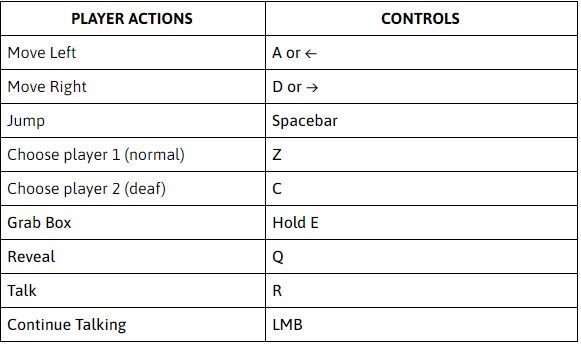 PLAYER ACTIONS CONTROLS
Move Left A or ←
Move Right D or →
Jump Spacebar
Choose player 1 (normal) Z
Choose player 2 (deaf) C
Grab Box Hold E
Reveal Q
Talk R
Continue Talking LMB